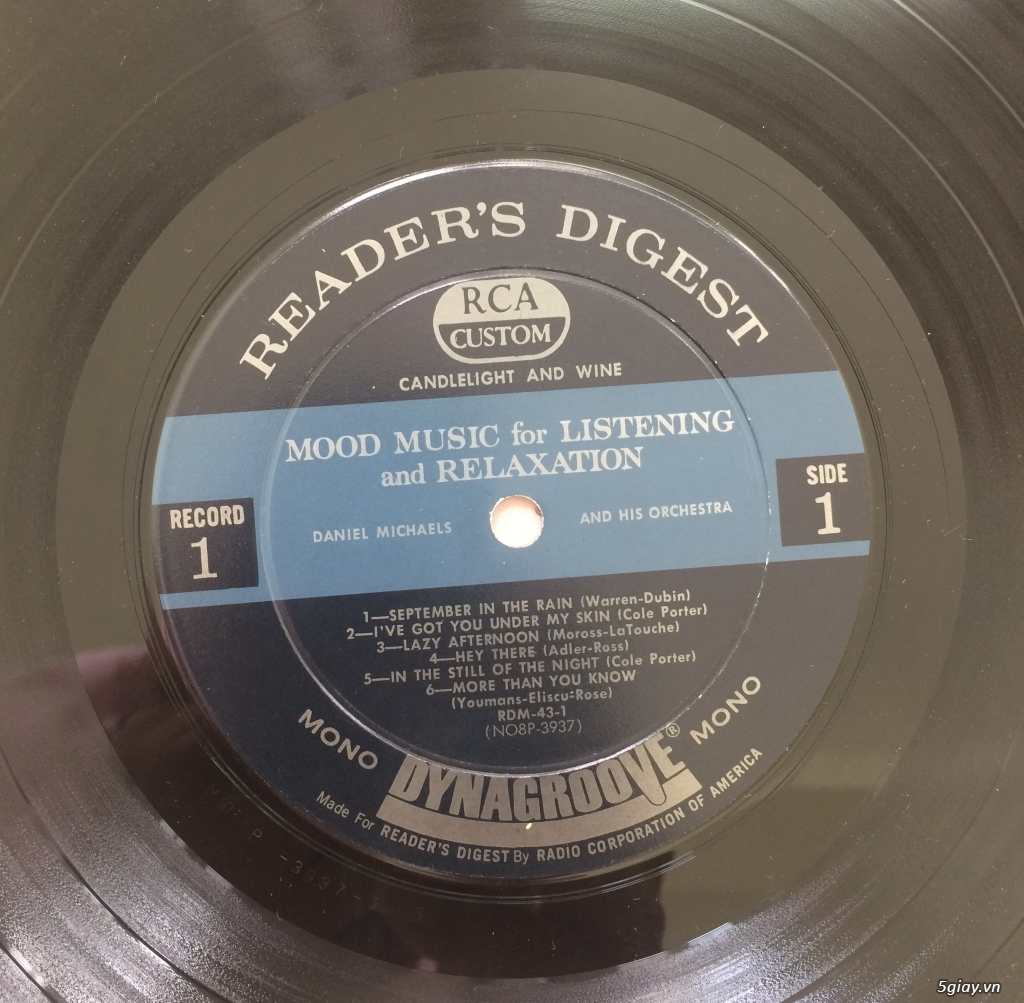 READER'S DIGEST
RCA
CUSTOM
CANDLELIGHT AND WINE
MOOD MUSIC for LISTENING
and RELAXATION
RECORD
1
SIDE
1
DANIEL MICHAELS AND HIS ORCHESTRA
1—SEPTEMBER IN THE RAIN (Warren-Dubin)
2—I'VE GOT YOU UNDER MY SKIN (Cole Porter)
3—LAZY AFTERNOON (Moross-LaTouche)
4—HEY THERE (Adler-Ross)
5—IN THE STILL OF THE NIGHT (Cole Porter)
6—MORE THAN YOU KNOW
(Youmans-Eliscu-Rose)
RDM-43-1
(NO8P-3937)
MONO DYNAGROOVE® MONO
Made For READER'S DIGEST By RADIO CORPORATION OF AMERICA
5giay.vn